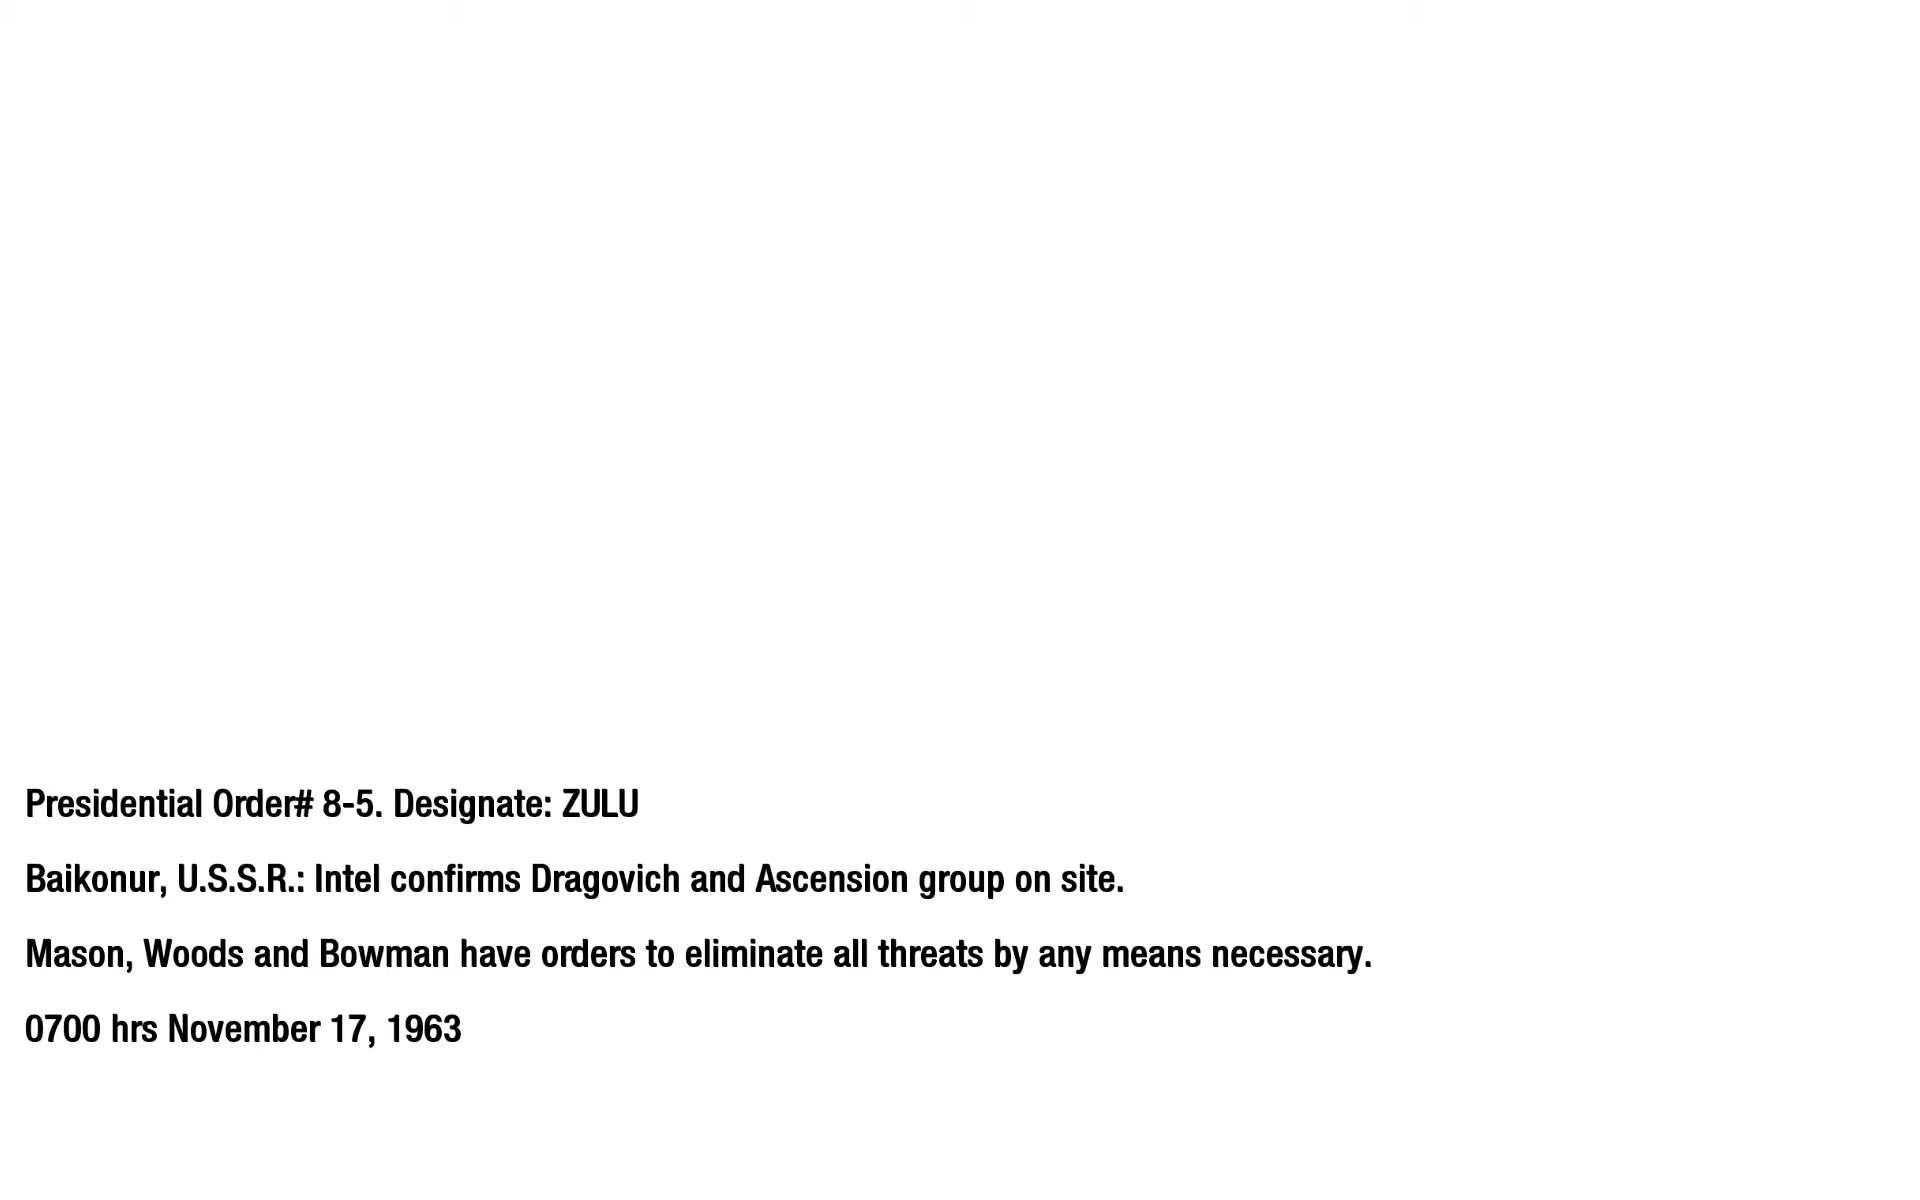 Presidential Order# 8-5. Designate: ZULU
Baikonur, U.S.S.R.: Intel confirms Dragovich and Ascension group on site.
Mason, Woods and Bowman have orders to eliminate all threats by any means necessary.
0700 hrs November 17, 1963